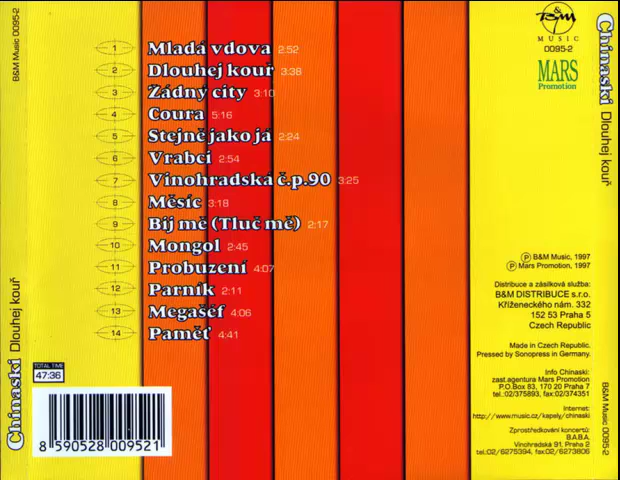 B&M Music 0095-2
Chinaski Dlouhej kouř
1 Mladá vdova 2:52
2 Dlouhej kouř 3:38
3 Žádný city 3:10
4 Coura 5:16
5 Stejně jako já 2:24
6 Vrabci 2:54
7 Vinohradská č.p.90 3:25
8 Měsíc 3:18
9 Bij mě (Tluč mě) 2:17
10 Mongol 2:45
11 Probuzení 4:07
12 Parník 2:11
13 Megašéf 4:06
14 Paměť 4:41
TOTAL TIME
47:36
8 590528 009521
B&M
MUSIC
0095-2
MARS
Promotion
Ⓟ B&M Music, 1997
Ⓟ Mars Promotion, 1997
Distribuce a zásilková služba:
B&M DISTRIBUCE s.r.o.
Kříženeckého nám. 332
152 53 Praha 5
Czech Republic
Made in Czech Republic.
Pressed by Sonopress in Germany.
Info Chinaski:
zast.agentura Mars Promotion
P.O.Box 83, 170 20 Praha 7
tel.:02/375893, fax:02/374351
Internet:
http://www.music.cz/kapely/chinaski
Zprostředkování koncertů:
B.A.B.A.
Vinohradská 91, Praha 2
tel:02/6275394, fax:02/6273806
Chinaski Dlouhej kouř
B&M Music 0095-2